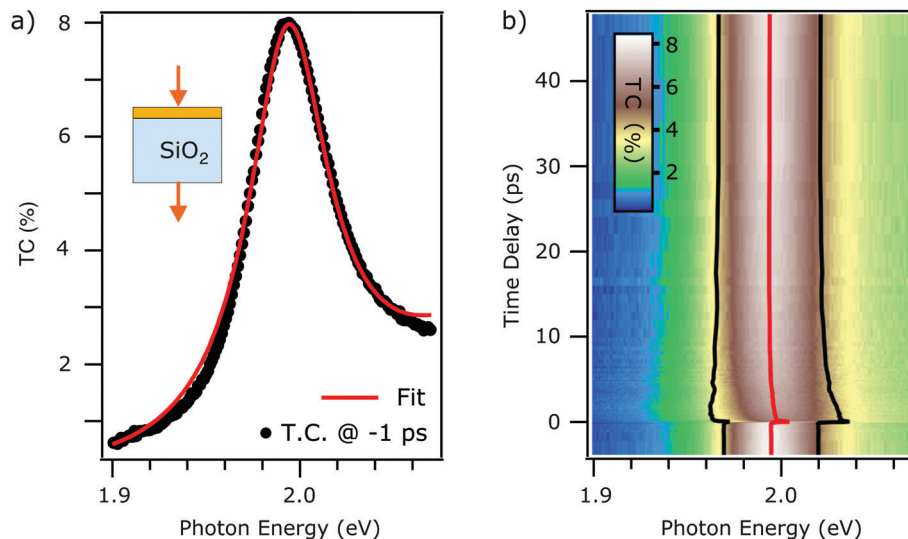 a)
8
6
4
2
TC (%)
SiO₂
Fit
T.C. @ -1 ps
1.9
2.0
Photon Energy (eV)
b)
8
6
4
2
TC (%)
40
30
20
10
0
Time Delay (ps)
1.9
2.0
Photon Energy (eV)